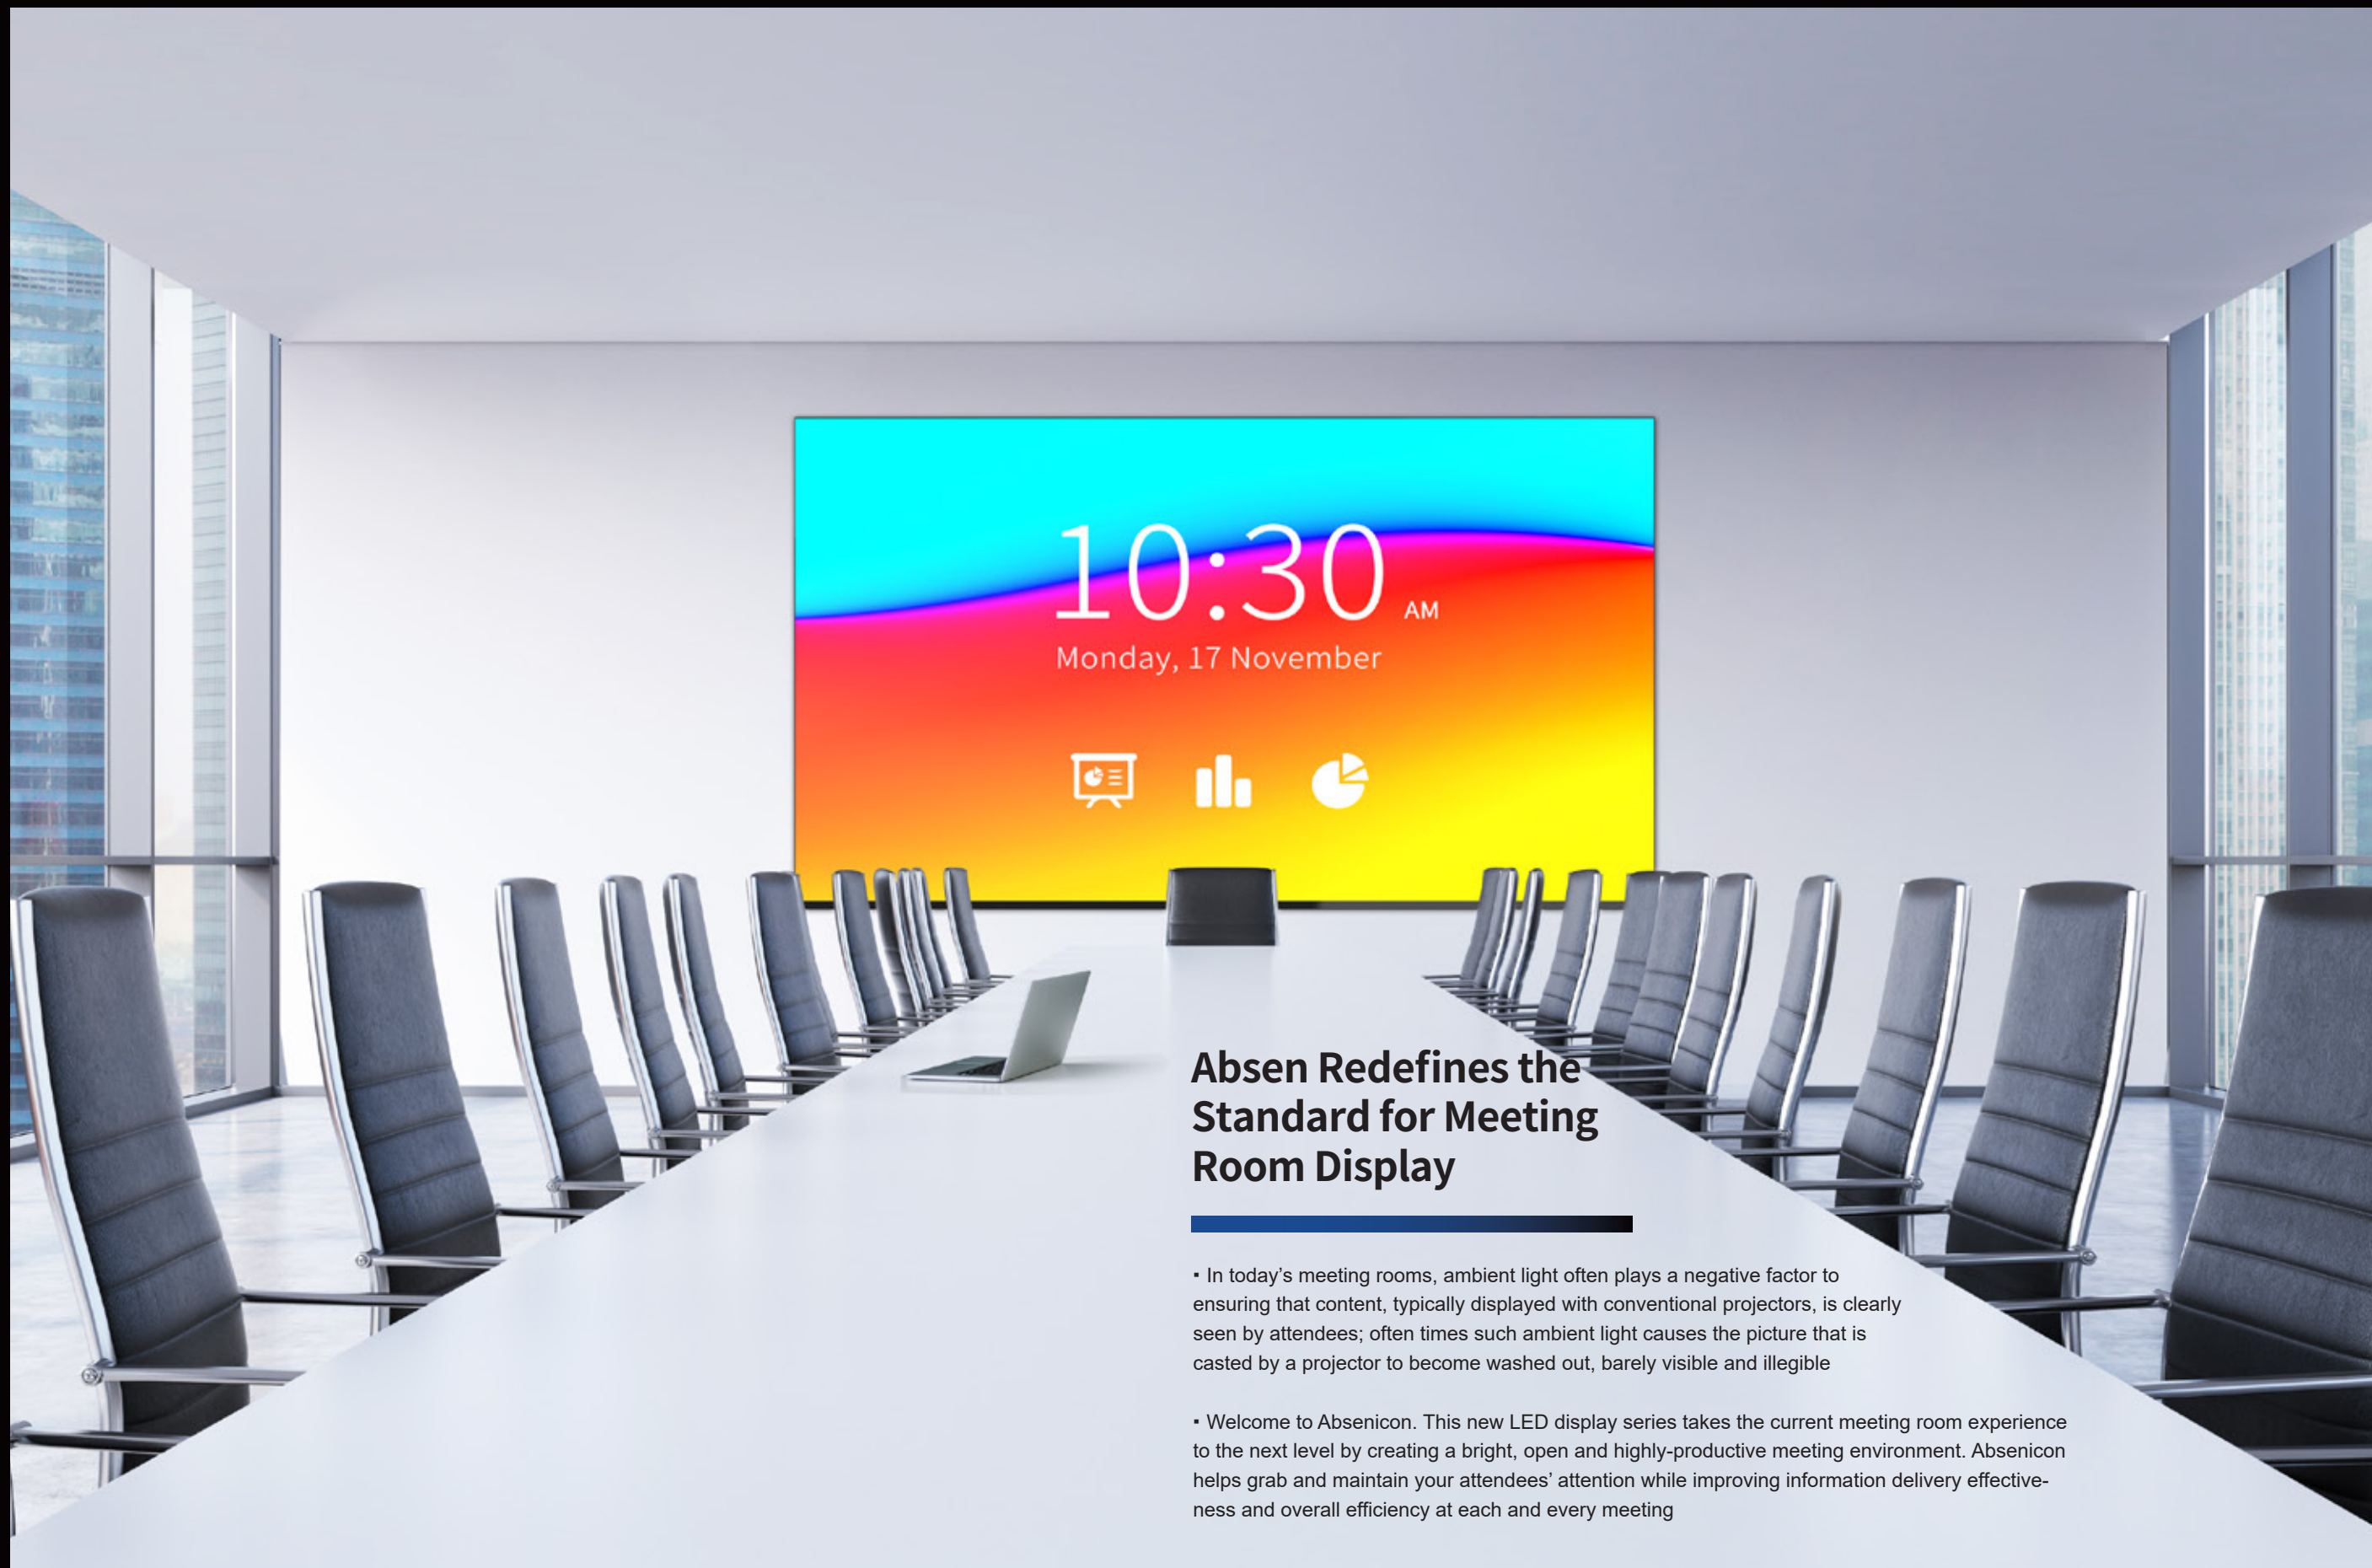 10:30 AM
Monday, 17 November
Absen Redefines the
Standard for Meeting
Room Display
▪ In today’s meeting rooms, ambient light often plays a negative factor to
ensuring that content, typically displayed with conventional projectors, is clearly
seen by attendees; often times such ambient light causes the picture that is
casted by a projector to become washed out, barely visible and illegible
▪ Welcome to Absenicon. This new LED display series takes the current meeting room experience
to the next level by creating a bright, open and highly-productive meeting environment. Absenicon
helps grab and maintain your attendees’ attention while improving information delivery effective-
ness and overall efficiency at each and every meeting